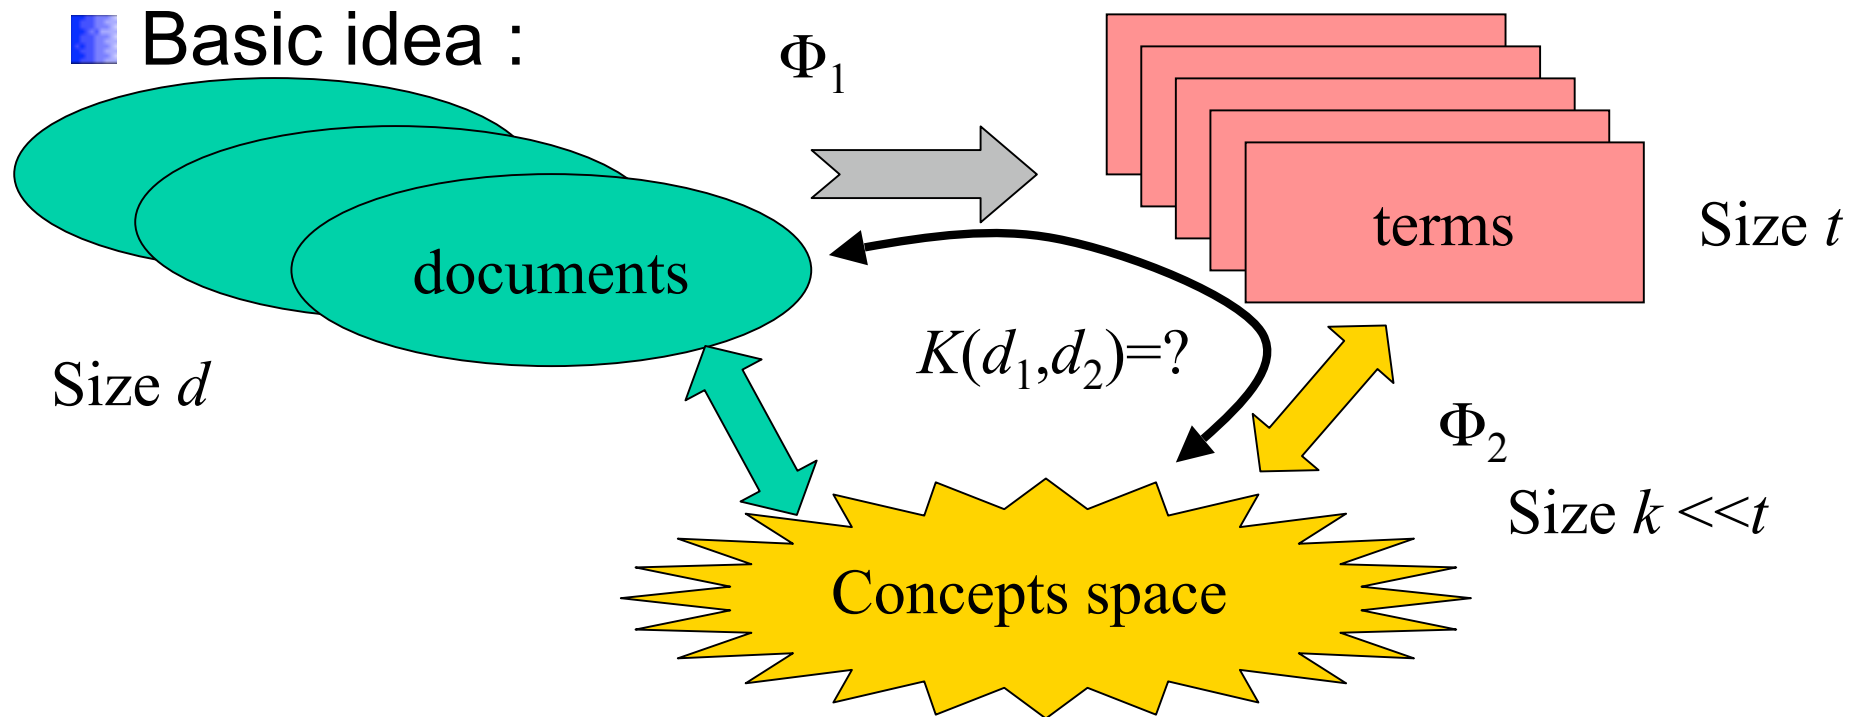 Basic idea :
Φ1
terms
Size t
documents
K(d1,d2)=?
Size d
Φ2
Size k <<t
Concepts space